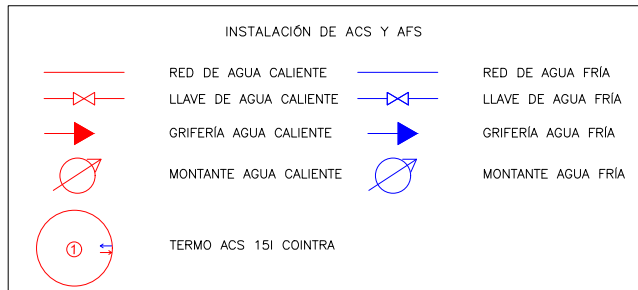 INSTALACIÓN DE ACS Y AFS
RED DE AGUA CALIENTE RED DE AGUA FRÍA
LLAVE DE AGUA CALIENTE LLAVE DE AGUA FRÍA
GRIFERÍA AGUA CALIENTE GRIFERÍA AGUA FRÍA
MONTANTE AGUA CALIENTE MONTANTE AGUA FRÍA
1 TERMO ACS 15l COINTRA